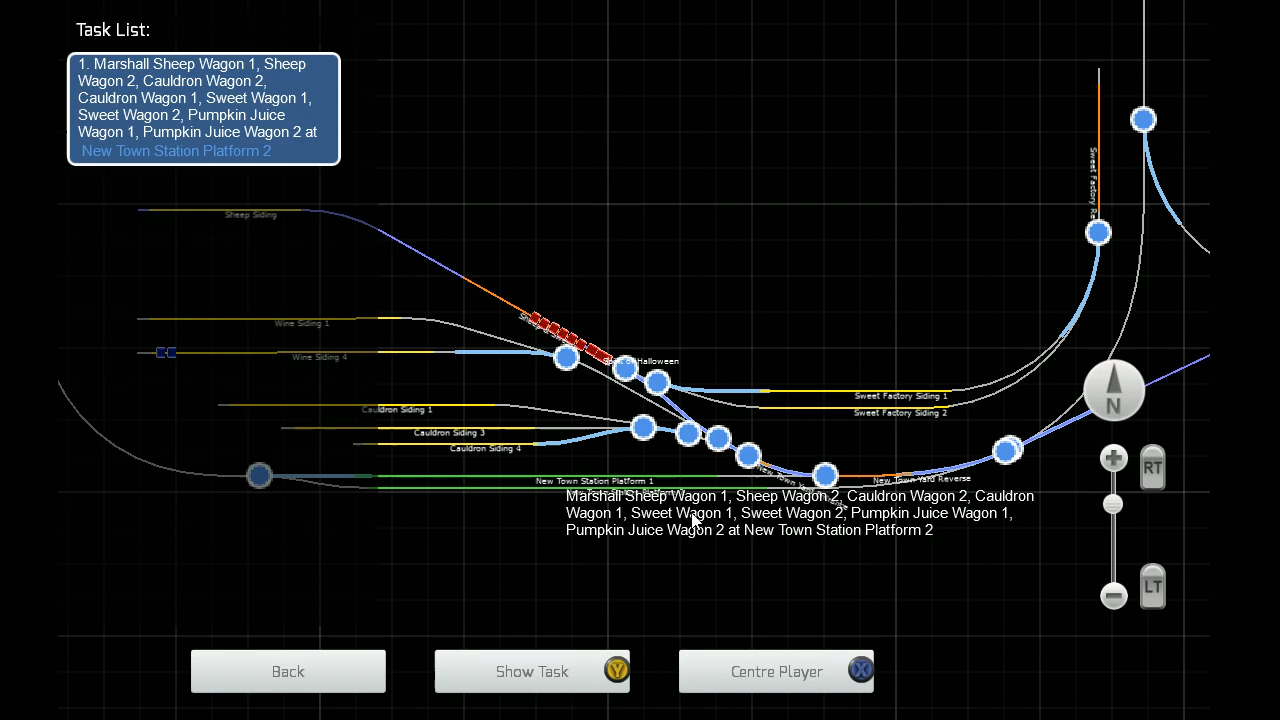 Task List:
1. Marshall Sheep Wagon 1, Sheep
Wagon 2, Cauldron Wagon 2,
Cauldron Wagon 1, Sweet Wagon 1,
Sweet Wagon 2, Pumpkin Juice
Wagon 1, Pumpkin Juice Wagon 2 at
New Town Station Platform 2
Sheep Siding
Sweet Factory Re
Wine Siding 1
Wine Siding 4
Halloween
Sweet Factory Siding 1
Sweet Factory Siding 2
Cauldron Siding 1
Cauldron Siding 3
Cauldron Siding 4
New Town Station Platform 1
New Town Yard Reverse
Marshall Sheep Wagon 1, Sheep Wagon 2, Cauldron Wagon 2, Cauldron
Wagon 1, Sweet Wagon 1, Sweet Wagon 2, Pumpkin Juice Wagon 1,
Pumpkin Juice Wagon 2 at New Town Station Platform 2
N
RT
LT
Back
Show Task
Y
Centre Player
X